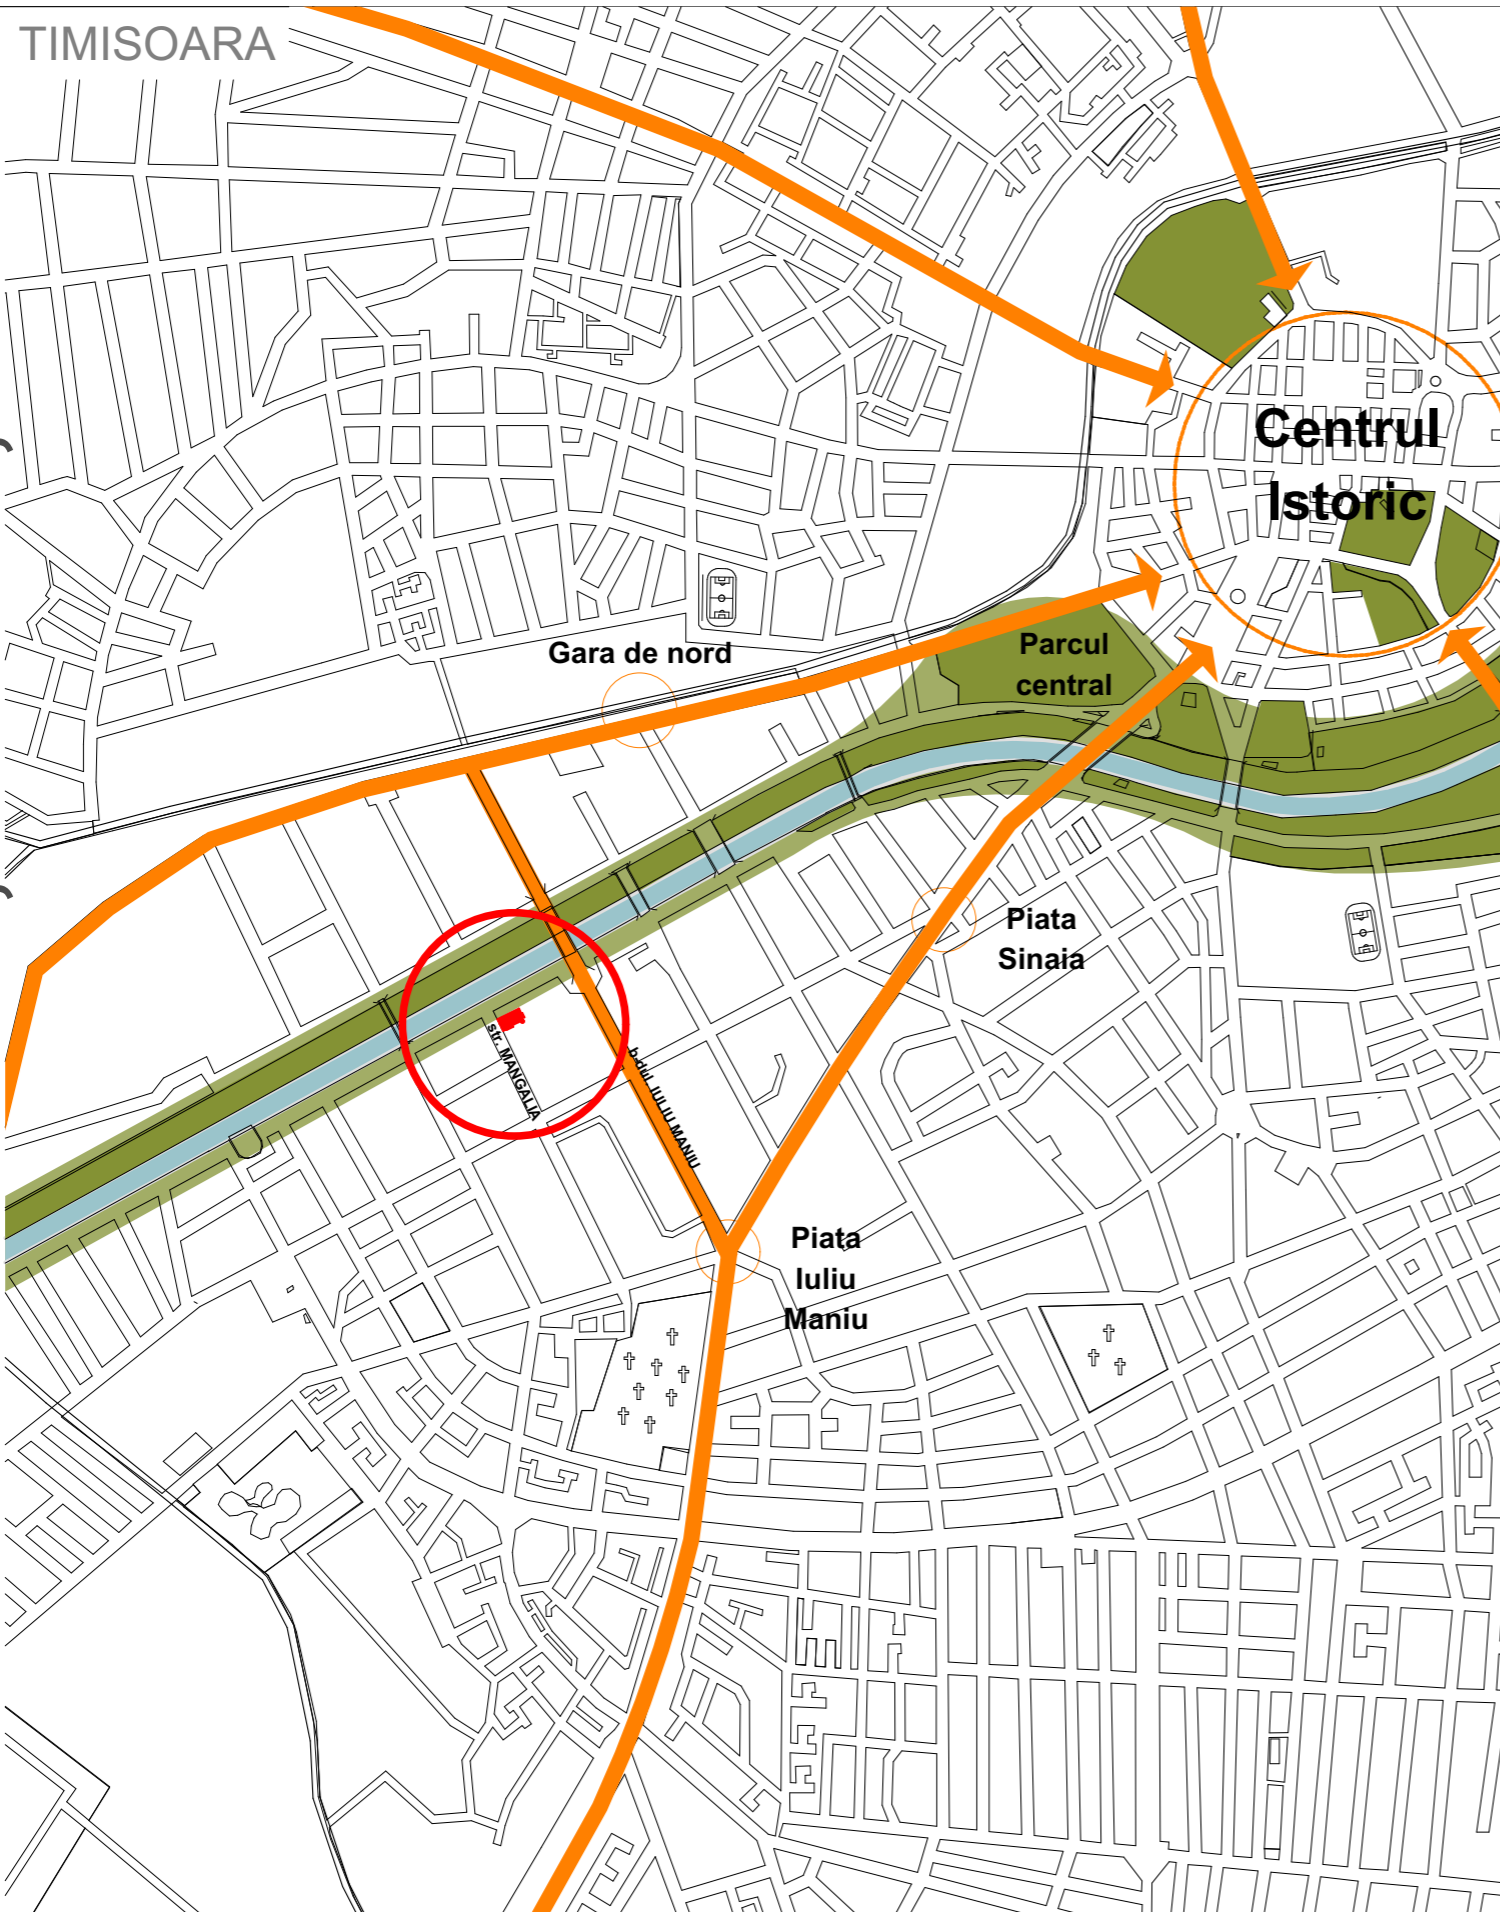 TIMISOARA
Centrul
Istoric
Gara de nord
Parcul
central
Piata
Sinaia
str. MANGALIA
b-dul. IULIU MANIU
Piata
Iuliu
Maniu